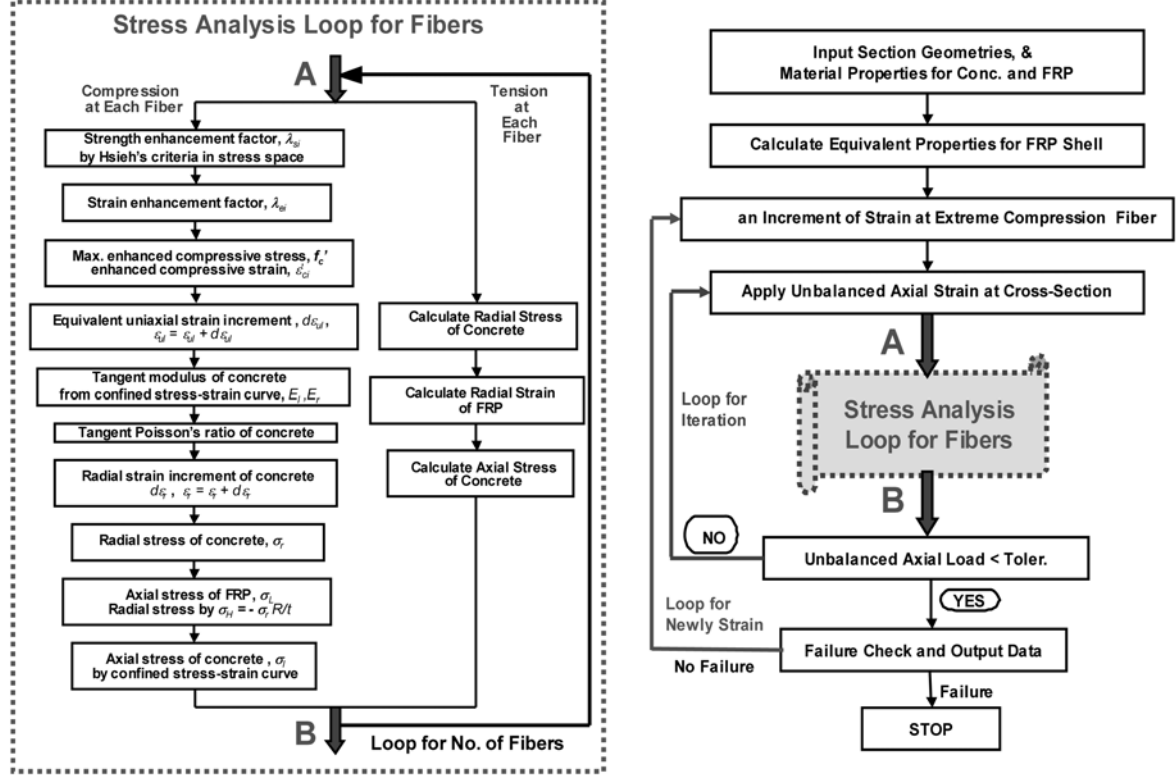 Stress Analysis Loop for Fibers
A
Compression
at Each Fiber
Tension
at
Each
Fiber
Strength enhancement factor, λsi
by Hsieh's criteria in stress space
Strain enhancement factor, λei
Max. enhanced compressive stress, fc'
enhanced compressive strain, ε'ci
Equivalent uniaxial strain increment , dεul,
εul = εul + dεul
Tangent modulus of concrete
from confined stress-strain curve, El ,Er
Tangent Poisson's ratio of concrete
Radial strain increment of concrete
dεr , εr = εr + dεr
Radial stress of concrete, σr
Axial stress of FRP, σL
Radial stress by σH = - σr R/t
Axial stress of concrete , σl
by confined stress-strain curve
Calculate Radial Stress
of Concrete
Calculate Radial Strain
of FRP
Calculate Axial Stress
of Concrete
B
Loop for No. of Fibers
Input Section Geometries, &
Material Properties for Conc. and FRP
Calculate Equivalent Properties for FRP Shell
an Increment of Strain at Extreme Compression Fiber
Apply Unbalanced Axial Strain at Cross-Section
A
Loop for
Iteration
Stress Analysis
Loop for Fibers
B
NO
Unbalanced Axial Load < Toler.
YES
Loop for
Newly Strain
Failure Check and Output Data
No Failure
Failure
STOP